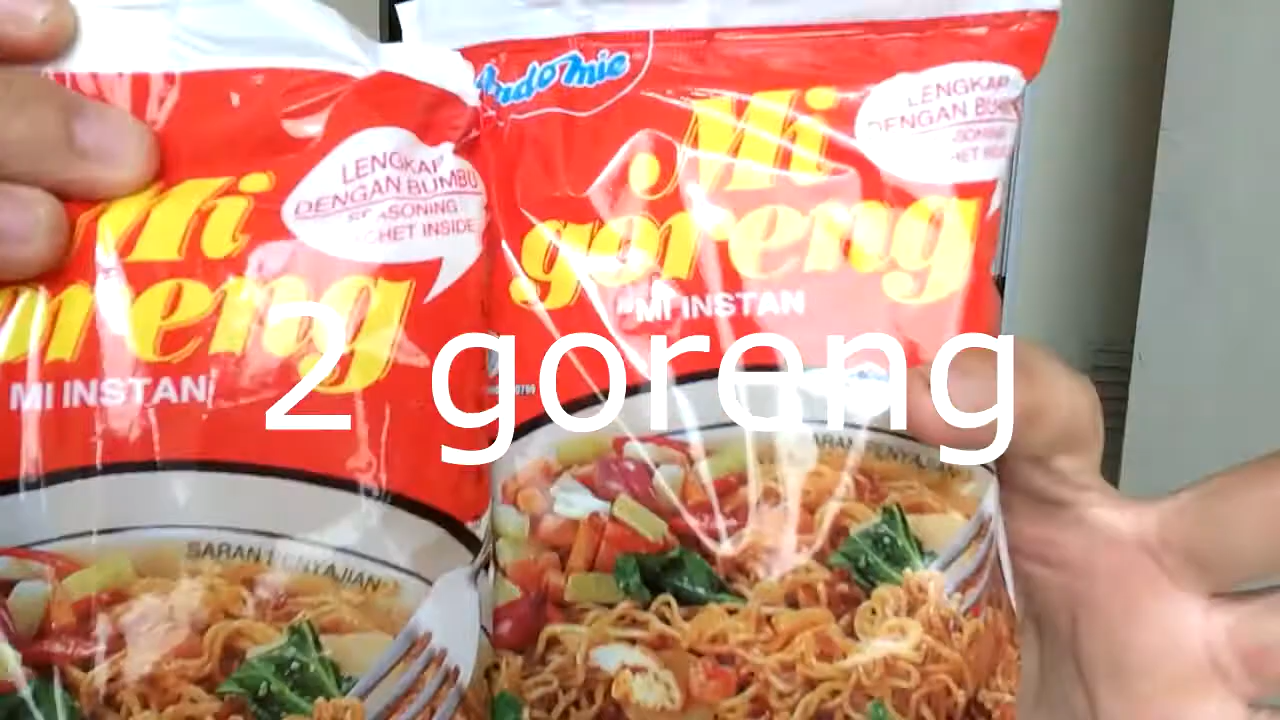 Indomie
Mi
goreng
MI INSTAN
LENGKAP
DENGAN BUMBU
SEASONING
SACHET INSIDE
SARAN PENYAJIAN
Mi
goreng
MI INSTAN
LENGKAP
DENGAN BUMBU
SARAN PENYAJIAN
2 goreng